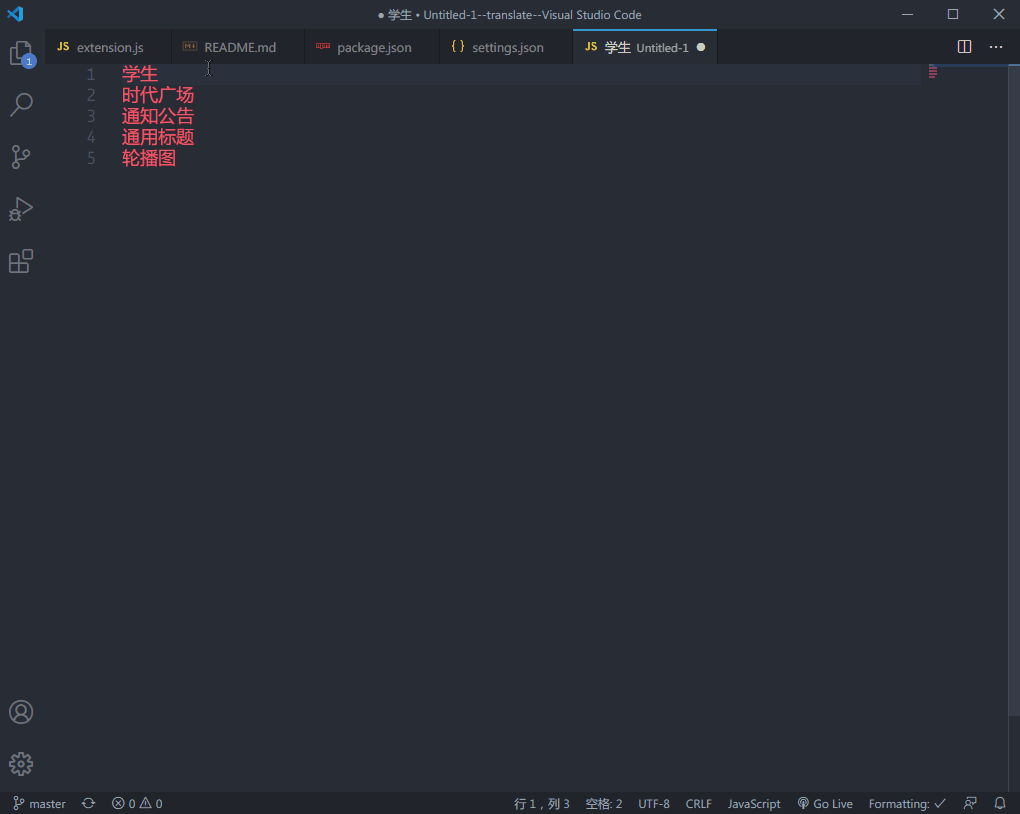 ● 学生 • Untitled-1--translate--Visual Studio Code
JS extension.js
README.md
package.json
{ } settings.json
JS 学生 Untitled-1 ●
1
1 学生
2 时代广场
3 通知公告
4 通用标题
5 轮播图
master
0 0
行 1，列 3
空格: 2
UTF-8
CRLF
JavaScript
Go Live
Formatting: ✓